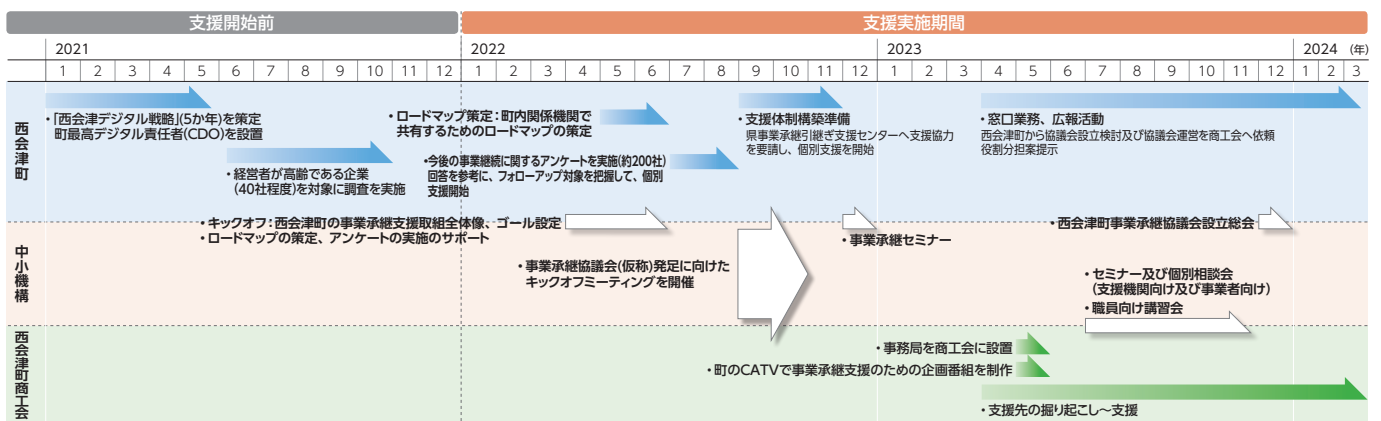 支援開始前
支援実施期間
2021
2022
2023
2024 (年)
1 2 3 4 5 6 7 8 9 10 11 12 1 2 3 4 5 6 7 8 9 10 11 12 1 2 3 4 5 6 7 8 9 10 11 12 1 2 3
西会津町
・「西会津デジタル戦略」(5か年)を策定
町最高デジタル責任者(CDO)を設置
・経営者が高齢である企業
(40社程度)を対象に調査を実施
・ロードマップ策定：町内関係機関で
共有するためのロードマップの策定
・今後の事業継続に関するアンケートを実施(約200社)
回答を参考に、フォローアップ対象を把握して、個別
支援開始
・支援体制構築準備
県事業承継引継ぎ支援センターへ支援協力
を要請し、個別支援を開始
・窓口業務、広報活動
西会津町から協議会設立検討及び協議会運営を商工会へ依頼
役割分担案提示
・キックオフ：西会津町の事業承継支援取組全体像、ゴール設定
・ロードマップの策定、アンケートの実施のサポート
・西会津町事業承継協議会設立総会
中小機構
・事業承継セミナー
・事業承継協議会(仮称)発足に向けた
キックオフミーティングを開催
・セミナー及び個別相談会
(支援機関向け及び事業者向け)
・職員向け講習会
西会津町商工会
・事務局を商工会に設置
・町のCATVで事業承継支援のための企画番組を制作
・支援先の掘り起こし～支援